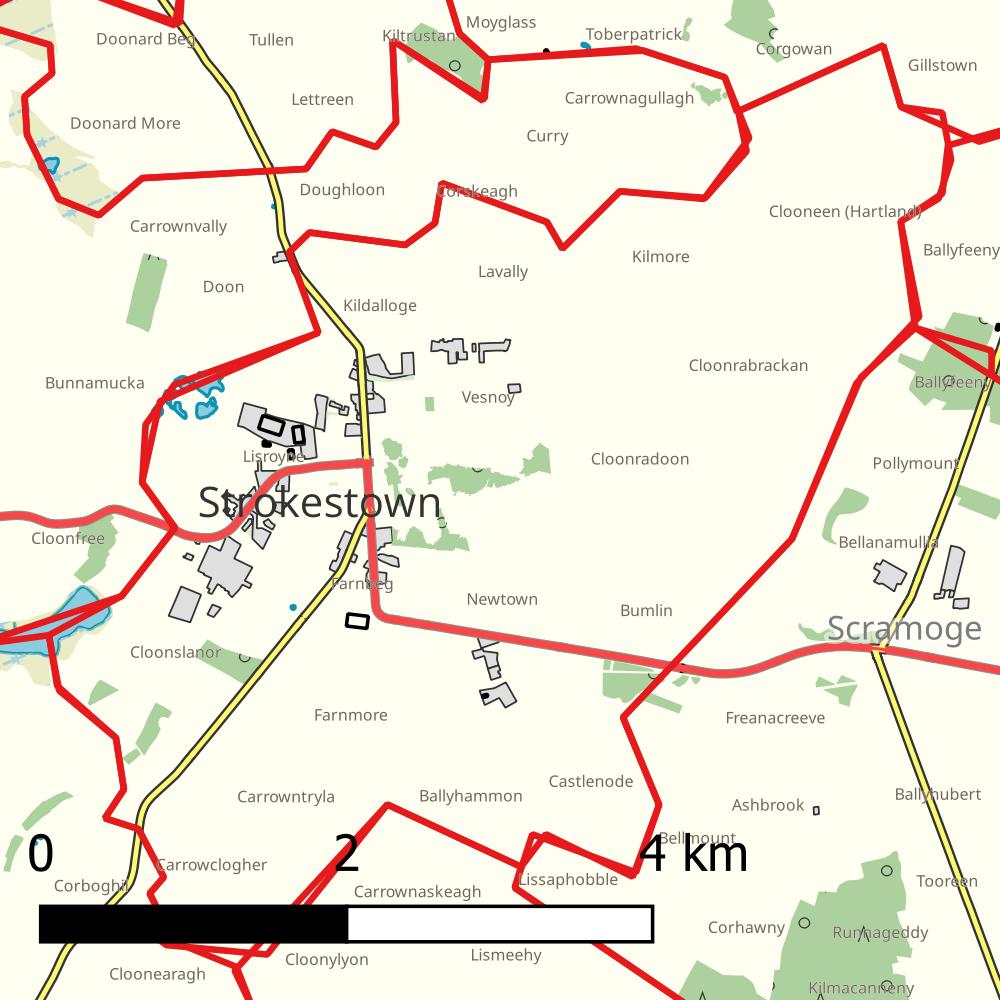 Moyglass
Doonard Beg
Tullen
Kiltrustan
Toberpatrick
Corgowan
Gillstown
Lettreen
Carrownagullagh
Doonard More
Curry
Doughloon
Corskeagh
Clooneen (Hartland)
Carrownvally
Ballyfeeny
Kilmore
Lavally
Doon
Kildalloge
Cloonrabrackan
Bunnamucka
Ballyfeeny
Vesnoy
Lisroyne
Cloonradoon
Pollymount
Strokestown
Cloonfree
Bellanamullia
Farnbeg
Newtown
Bumlin
Scramoge
Cloonslanor
Farnmore
Freanacreeve
Castlenode
Carrowntryla
Ballyhammon
Ballyhubert
Ashbrook
Bellmount
0 2 4 km
Carrowclogher
Lissaphobble
Corboghil
Carrownaskeagh
Tooreen
Corhawny
Runnageddy
Cloonylyon
Lismeehy
Cloonearagh
Kilmacanneny